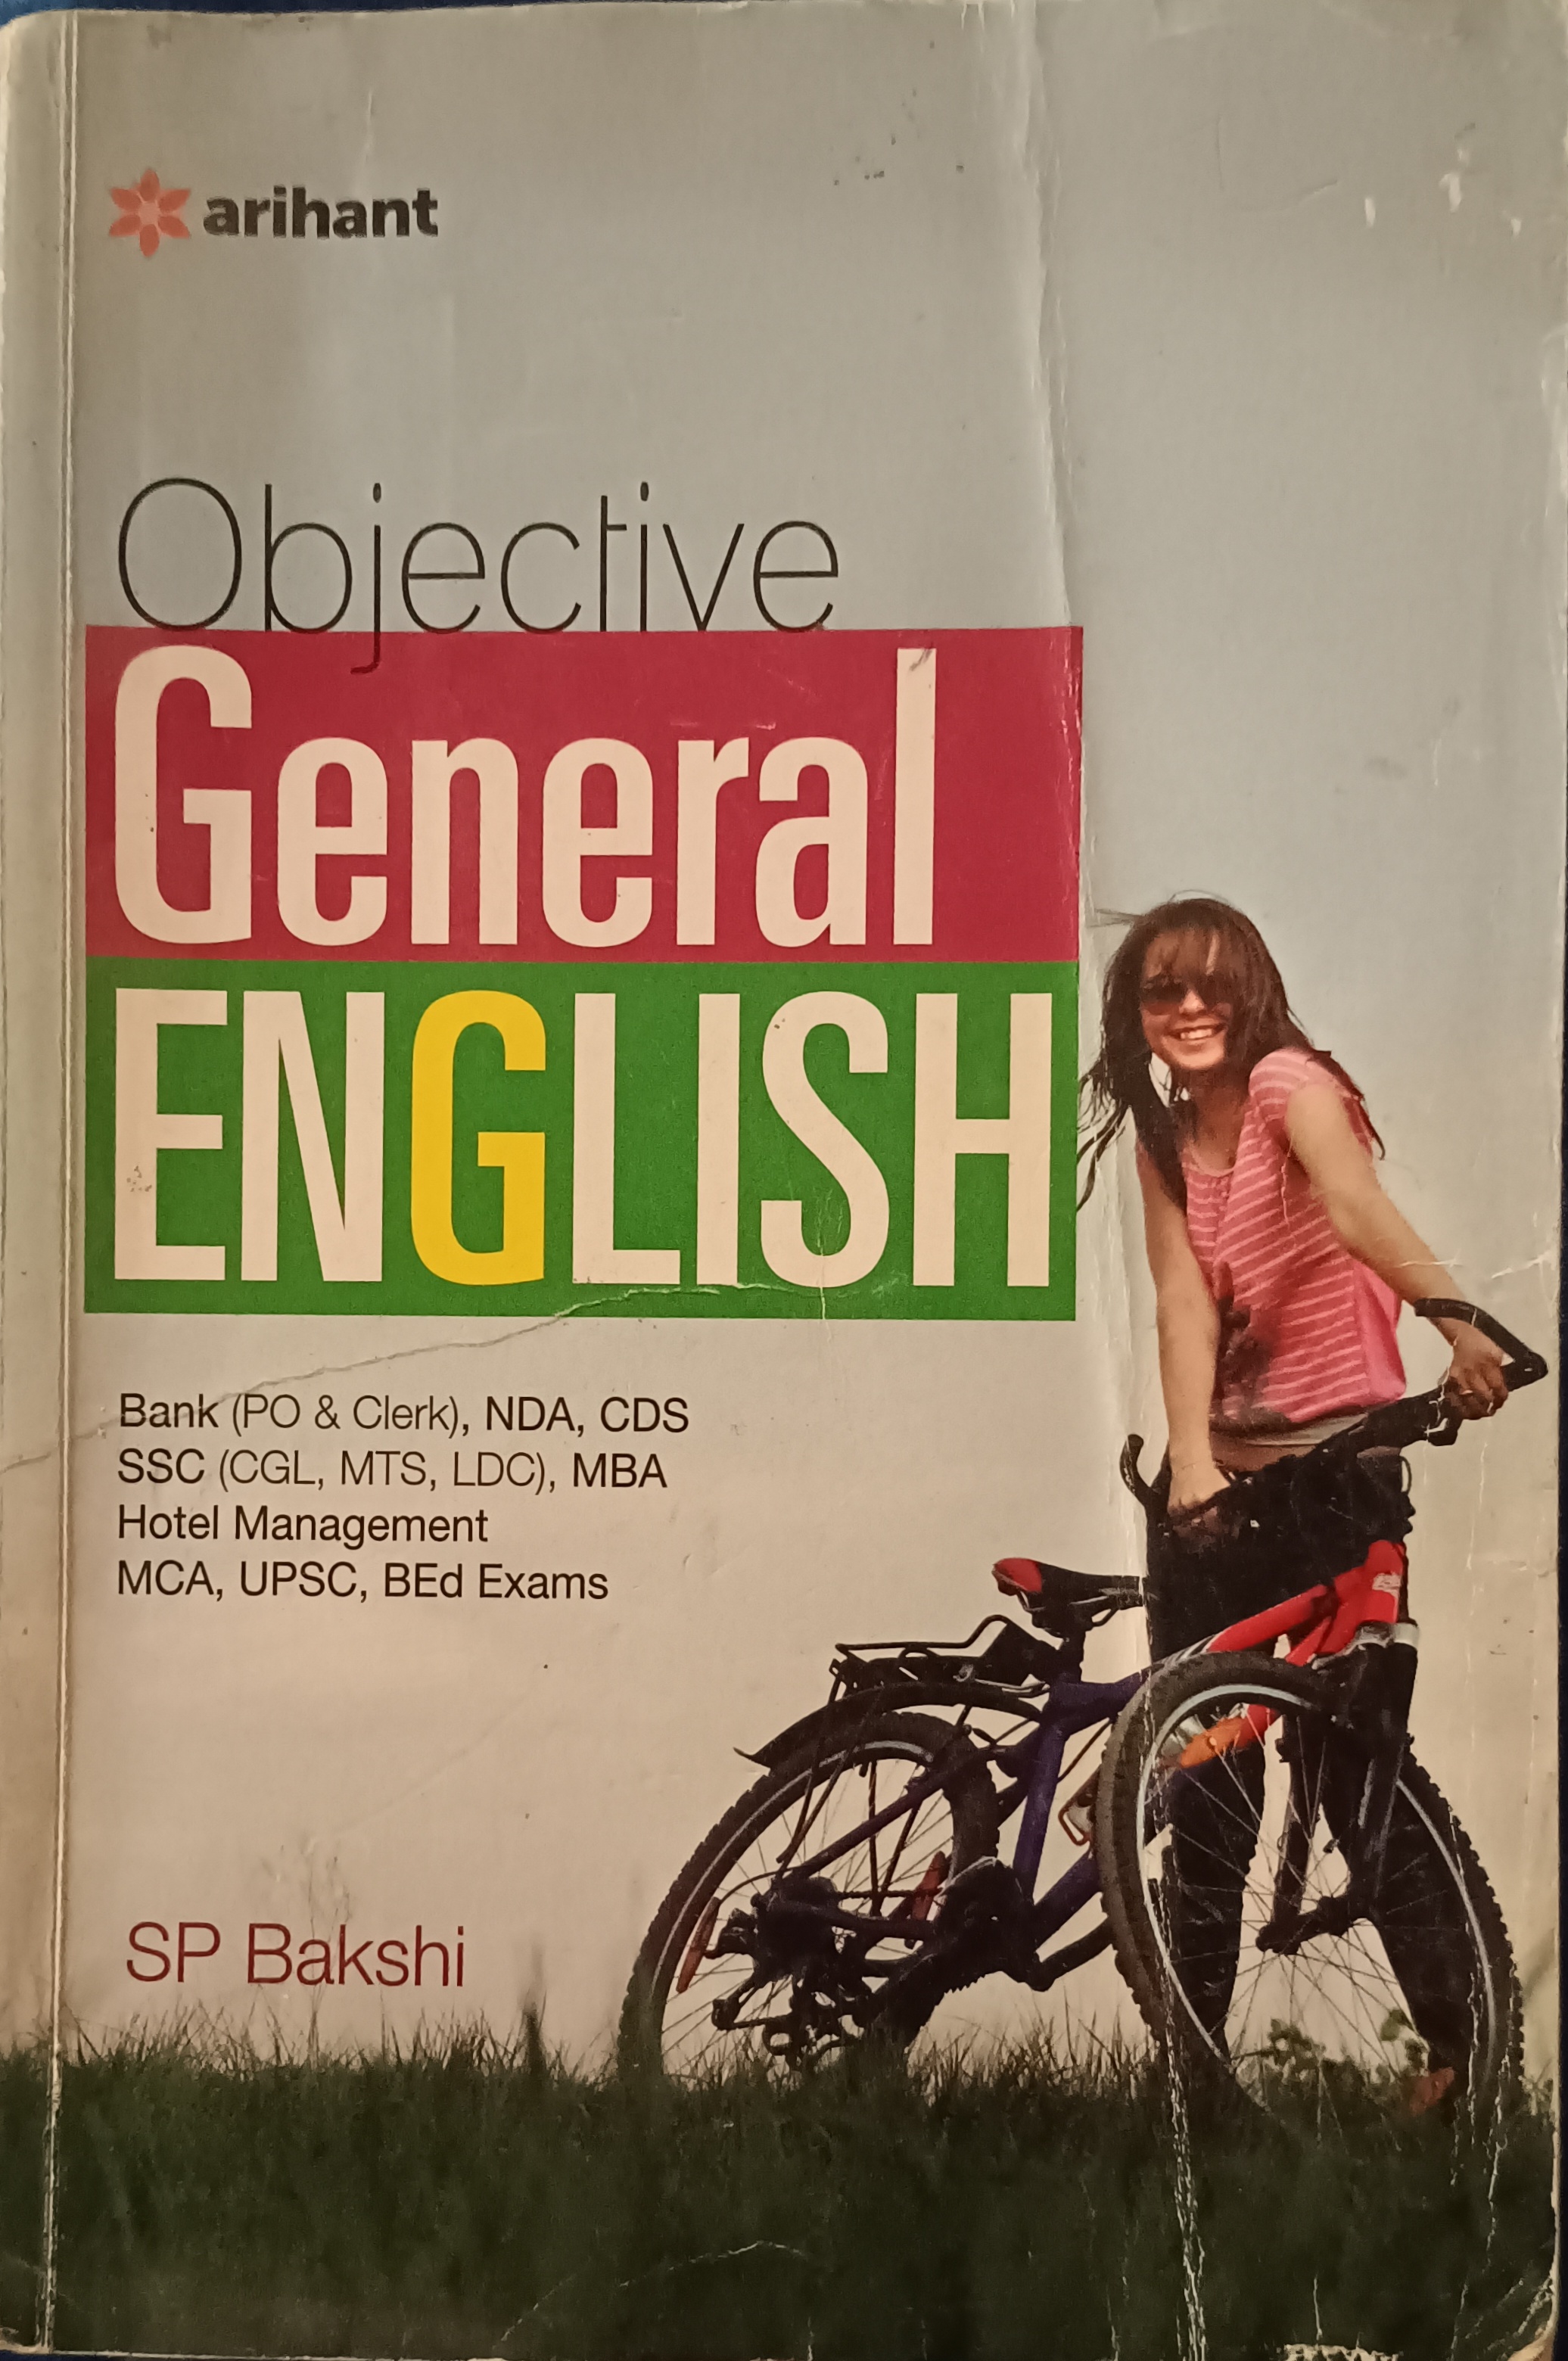 arihant
Objective
General
ENGLISH
Bank (PO & Clerk), NDA, CDS
SSC (CGL, MTS, LDC), MBA
Hotel Management
MCA, UPSC, BEd Exams
SP Bakshi